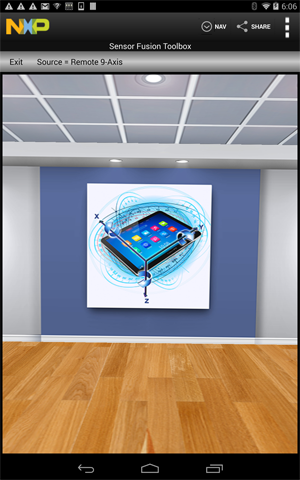 6:06
NXP
NAV
SHARE
Sensor Fusion Toolbox
Exit Source = Remote 9-Axis
X
Z